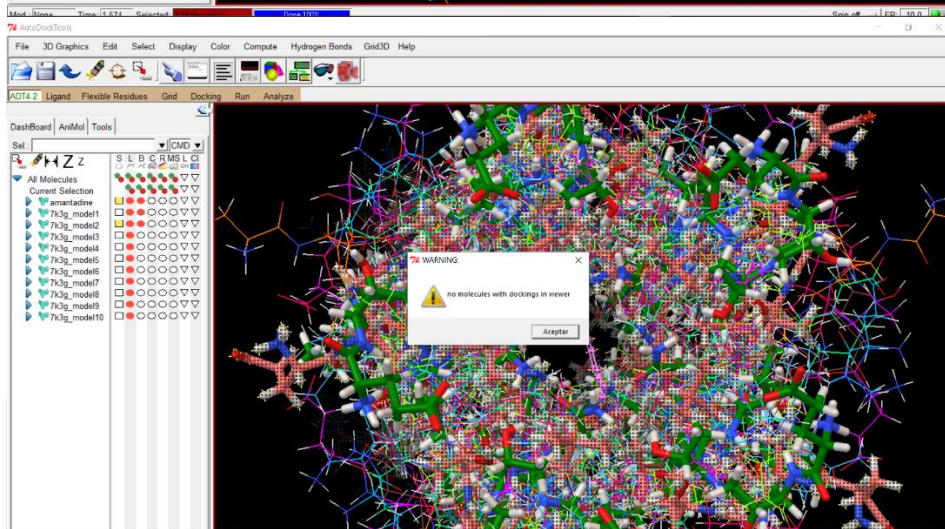 Mod.: None Time: 1.574 Selected: Done 100% Spin off FR: 10.0
AutoDockTools
File 3D Graphics Edit Select Display Color Compute Hydrogen Bonds Grid3D Help
ADT4.2 Ligand Flexible Residues Grid Docking Run Analyze
DashBoard AniMol Tools
Sel.: CMD
Z Z S L B C R MS L Cl
All Molecules
Current Selection
amantadine
7k3g_model1
7k3g_model2
7k3g_model3
7k3g_model4
7k3g_model5
7k3g_model6
7k3g_model7
7k3g_model8
7k3g_model9
7k3g_model10
WARNING:
no molecules with dockings in viewer
Aceptar